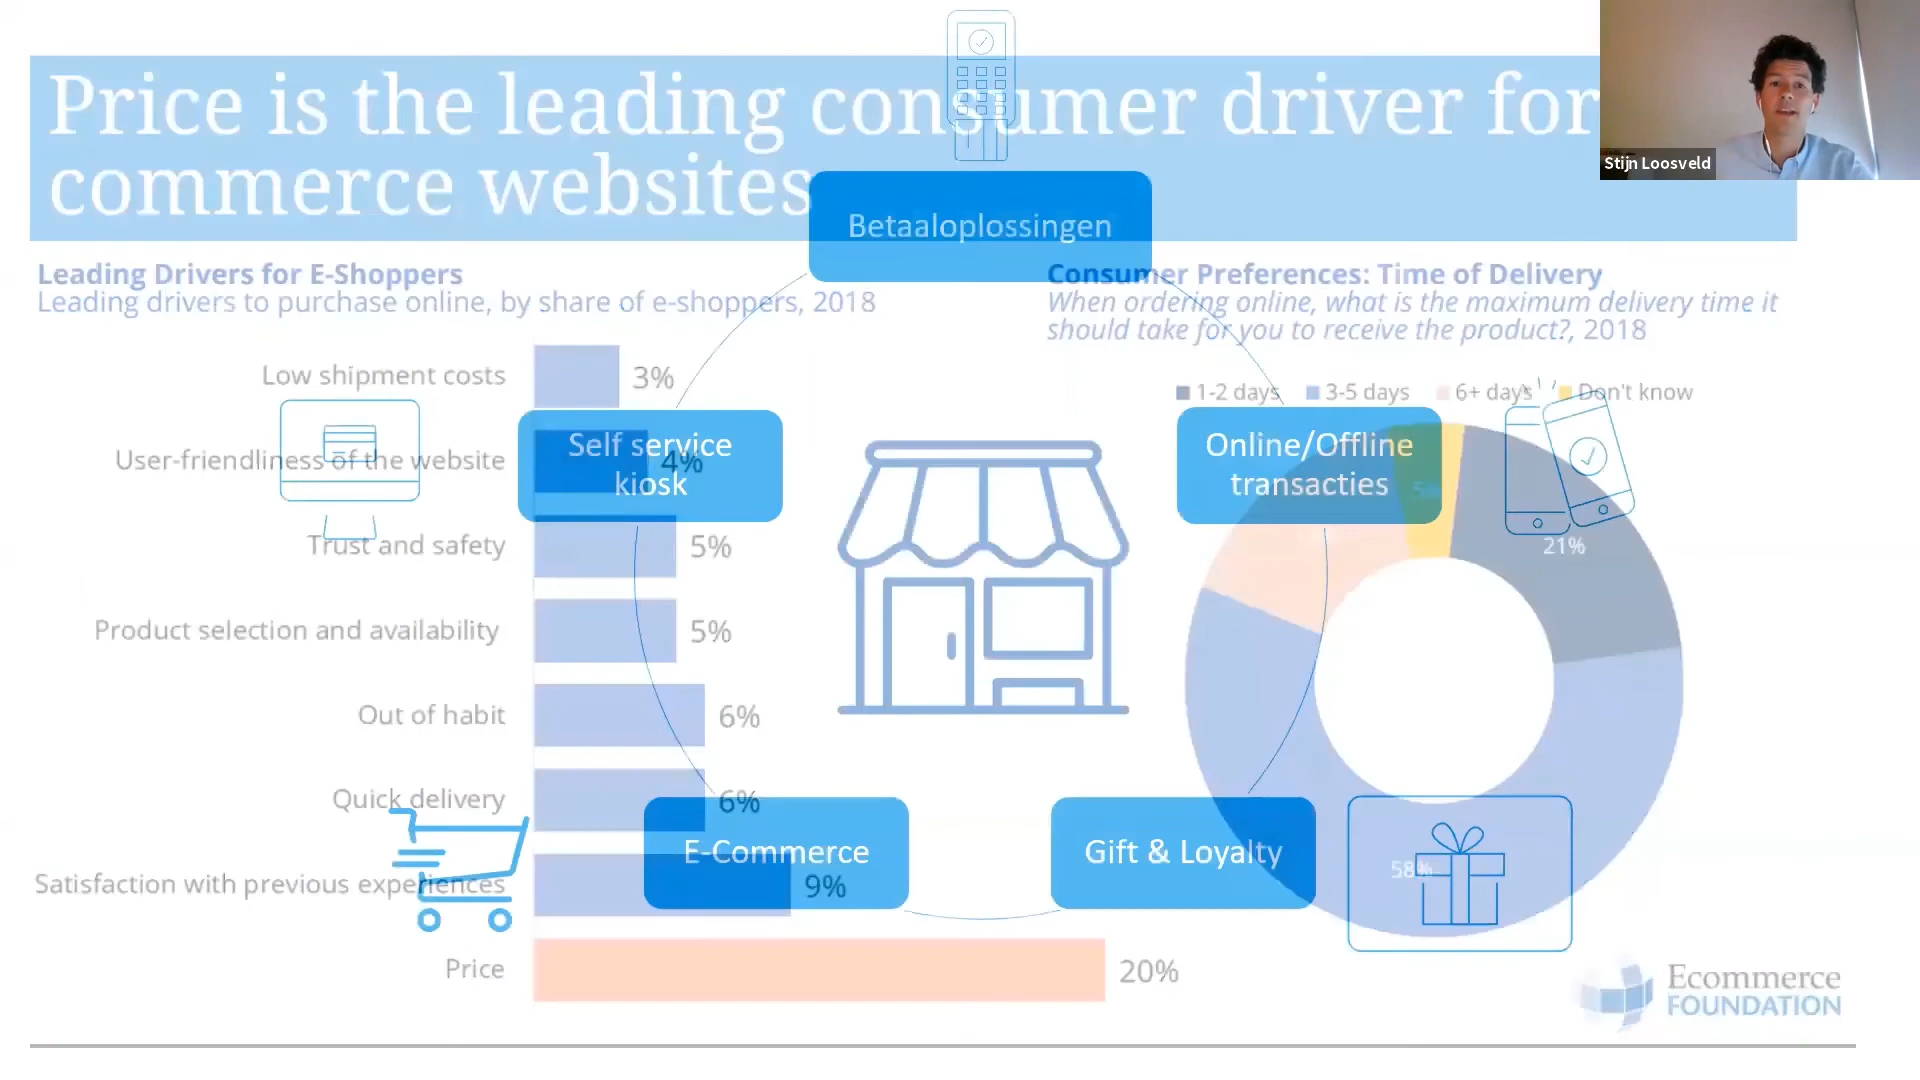 Price is the leading consumer driver for
commerce websites
Stijn Loosveld
Betaaloplossingen
Leading Drivers for E-Shoppers
Leading drivers to purchase online, by share of e-shoppers, 2018
Low shipment costs
3%
User-friendliness of the website
4%
Trust and safety
5%
Product selection and availability
5%
Out of habit
6%
Quick delivery
6%
Satisfaction with previous experiences
9%
Price
20%
Consumer Preferences: Time of Delivery
When ordering online, what is the maximum delivery time it
should take for you to receive the product?, 2018
1-2 days
3-5 days
6+ days
Don't know
5%
21%
58%
Self service
kiosk
Online/Offline
transacties
E-Commerce
Gift & Loyalty
Ecommerce
FOUNDATION